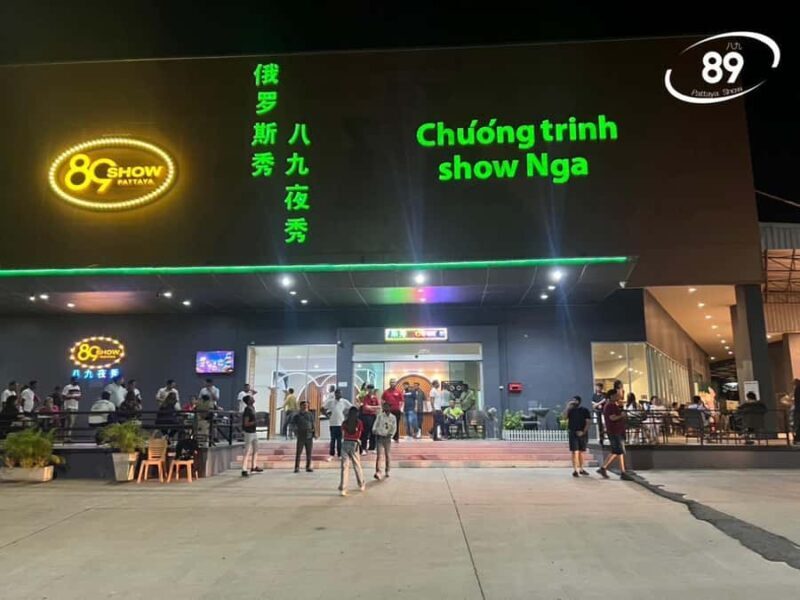 八九
89
Pattaya Show
俄罗斯秀
八九夜秀
Chương trinh
show Nga
89 SHOW
PATTAYA
89 SHOW
八九夜秀